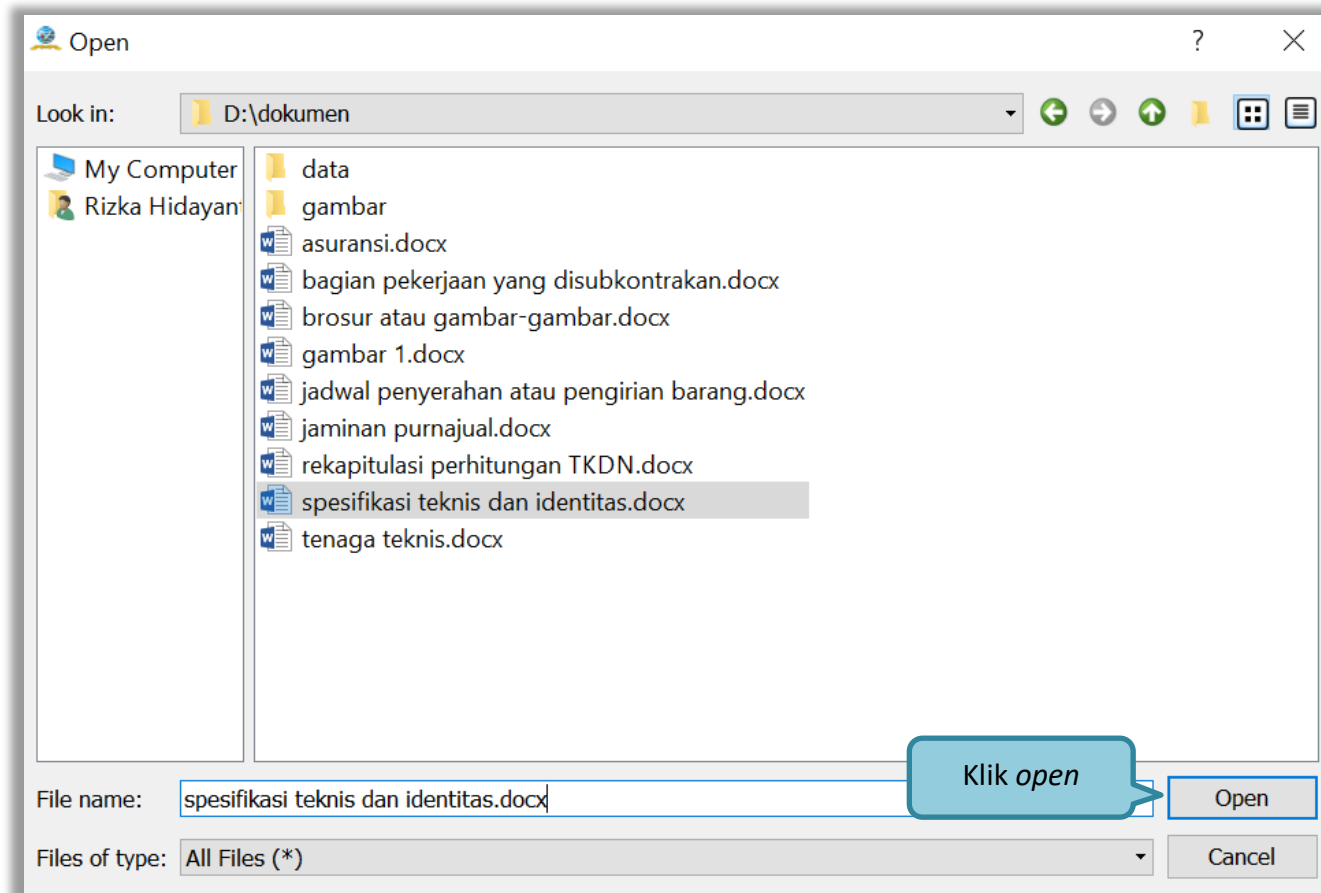 Open
?
Look in:
D:\dokumen
My Computer
Rizka Hidayan
data
gambar
asuransi.docx
bagian pekerjaan yang disubkontrakan.docx
brosur atau gambar-gambar.docx
gambar 1.docx
jadwal penyerahan atau pengirian barang.docx
jaminan purnajual.docx
rekapitulasi perhitungan TKDN.docx
spesifikasi teknis dan identitas.docx
tenaga teknis.docx
Klik open
File name:
spesifikasi teknis dan identitas.docx
Open
Files of type:
All Files (*)
Cancel